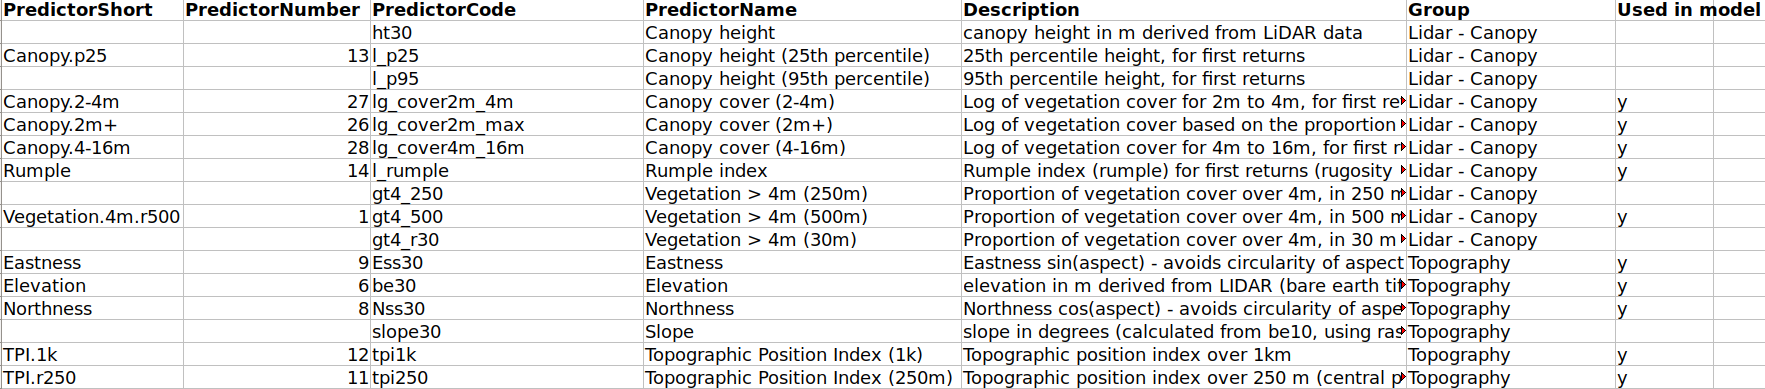 PredictorShort PredictorNumber PredictorCode PredictorName Description Group Used in model
ht30 Canopy height canopy height in m derived from LiDAR data Lidar - Canopy
Canopy.p25 13 l_p25 Canopy height (25th percentile) 25th percentile height, for first returns Lidar - Canopy
l_p95 Canopy height (95th percentile) 95th percentile height, for first returns Lidar - Canopy
Canopy.2-4m 27 lg_cover2m_4m Canopy cover (2-4m) Log of vegetation cover for 2m to 4m, for first re Lidar - Canopy y
Canopy.2m+ 26 lg_cover2m_max Canopy cover (2m+) Log of vegetation cover based on the proportion Lidar - Canopy y
Canopy.4-16m 28 lg_cover4m_16m Canopy cover (4-16m) Log of vegetation cover for 4m to 16m, for first r Lidar - Canopy y
Rumple 14 l_rumple Rumple index Rumple index (rumple) for first returns (rugosity Lidar - Canopy y
gt4_250 Vegetation > 4m (250m) Proportion of vegetation cover over 4m, in 250 m Lidar - Canopy
Vegetation.4m.r500 1 gt4_500 Vegetation > 4m (500m) Proportion of vegetation cover over 4m, in 500 m Lidar - Canopy y
gt4_r30 Vegetation > 4m (30m) Proportion of vegetation cover over 4m, in 30 m Lidar - Canopy
Eastness 9 Ess30 Eastness Eastness sin(aspect) - avoids circularity of aspect Topography y
Elevation 6 be30 Elevation elevation in m derived from LIDAR (bare earth tif Topography y
Northness 8 Nss30 Northness Northness cos(aspect) - avoids circularity of aspe Topography y
slope30 Slope slope in degrees (calculated from be10, using ras Topography
TPI.1k 12 tpi1k Topographic Position Index (1k) Topographic position index over 1km Topography y
TPI.r250 11 tpi250 Topographic Position Index (250m) Topographic position index over 250 m (central p Topography y